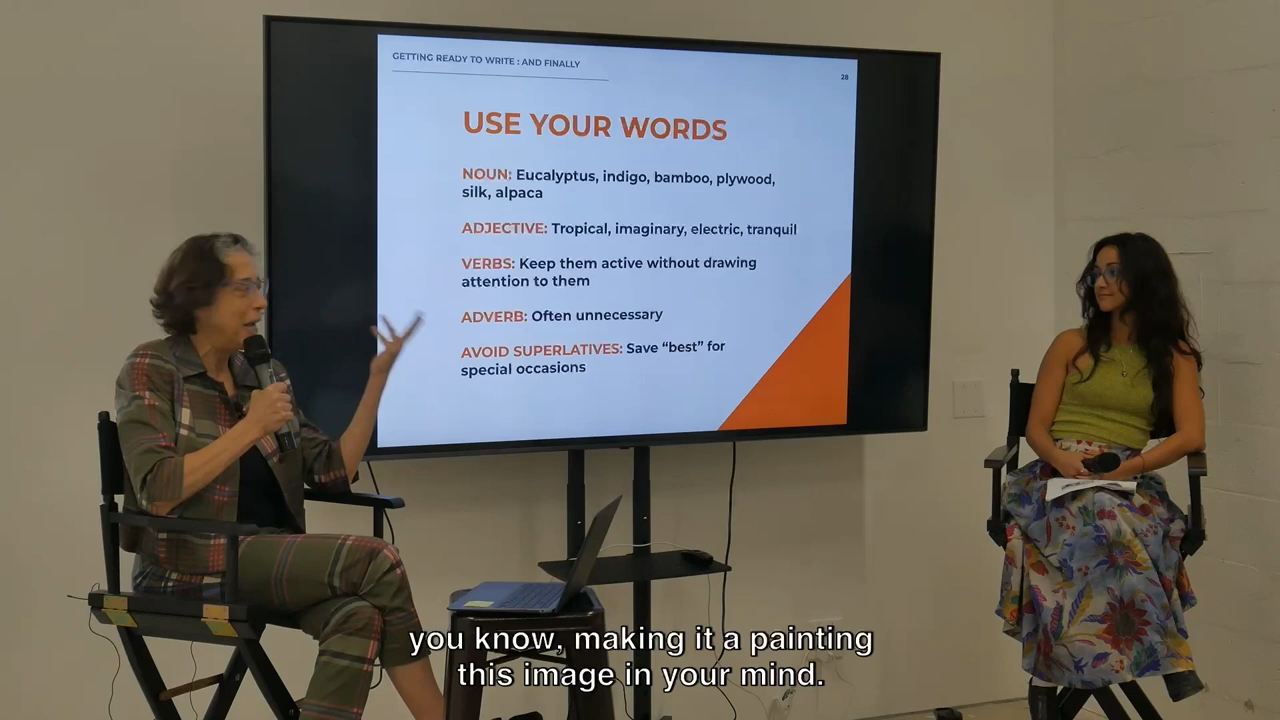 GETTING READY TO WRITE : AND FINALLY
28
USE YOUR WORDS
NOUN: Eucalyptus, indigo, bamboo, plywood,
silk, alpaca
ADJECTIVE: Tropical, imaginary, electric, tranquil
VERBS: Keep them active without drawing
attention to them
ADVERB: Often unnecessary
AVOID SUPERLATIVES: Save “best” for
special occasions
you know, making it a painting
this image in your mind.